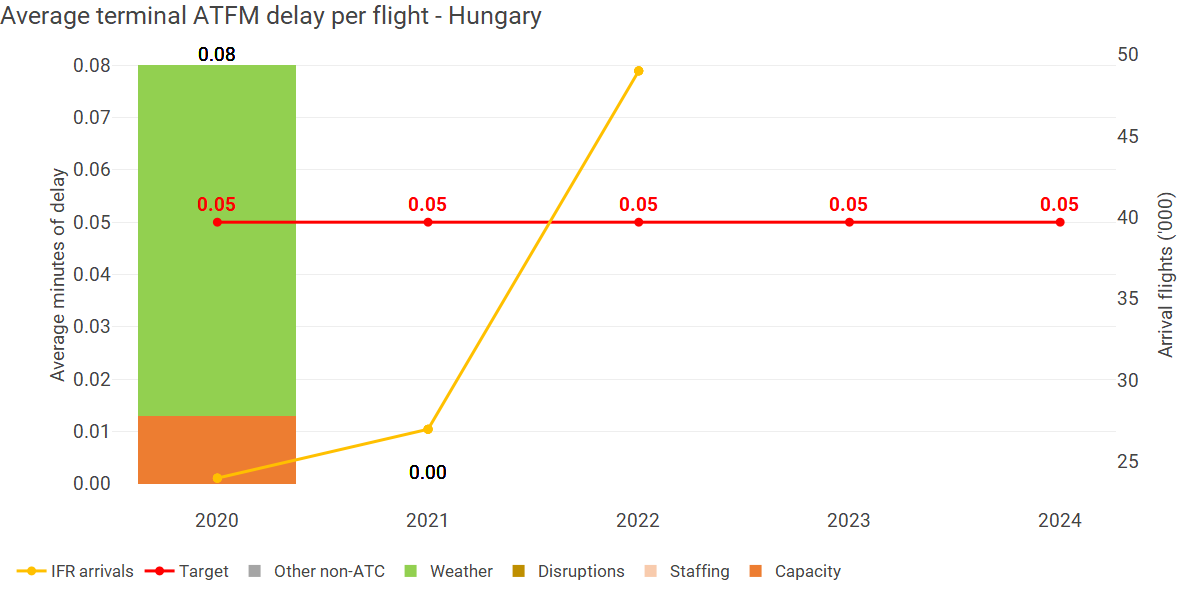 Average terminal ATFM delay per flight - Hungary
0.08
0.08
0.07
0.06
0.05
0.04
0.03
0.02
0.01
0.00
Average minutes of delay
0.05
0.05
0.05
0.05
0.05
0.00
50
45
40
35
30
25
Arrival flights ('000)
2020
2021
2022
2023
2024
IFR arrivals
Target
Other non-ATC
Weather
Disruptions
Staffing
Capacity